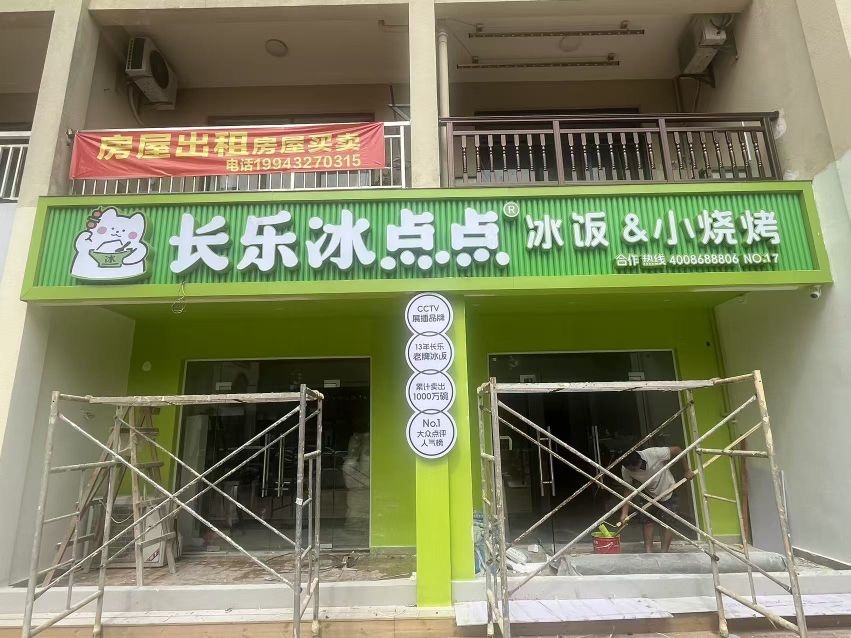 房屋出租房屋买卖
电话19943270315
长乐冰点点® 冰饭&小烧烤
合作热线 4008688806 NO.17
冰
CCTV
展播品牌
13年长乐
老牌冰饭
累计卖出
1000万碗
No.1
大众点评
人气榜